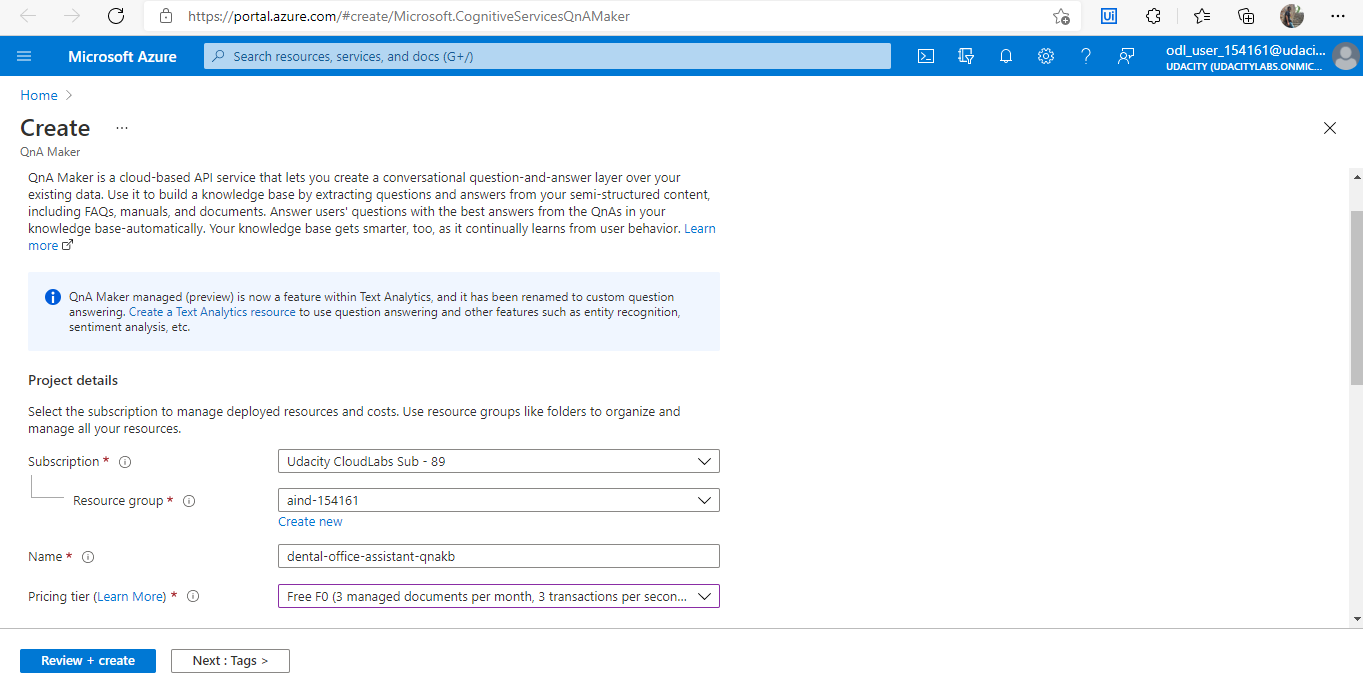 https://portal.azure.com/#create/Microsoft.CognitiveServicesQnAMaker
Ui
Microsoft Azure
Search resources, services, and docs (G+/)
odl_user_154161@udaci...
UDACITY (UDACITYLABS.ONMIC...
Home
Create ...
QnA Maker
QnA Maker is a cloud-based API service that lets you create a conversational question-and-answer layer over your
existing data. Use it to build a knowledge base by extracting questions and answers from your semi-structured content,
including FAQs, manuals, and documents. Answer users' questions with the best answers from the QnAs in your
knowledge base-automatically. Your knowledge base gets smarter, too, as it continually learns from user behavior. Learn
more
QnA Maker managed (preview) is now a feature within Text Analytics, and it has been renamed to custom question
answering. Create a Text Analytics resource to use question answering and other features such as entity recognition,
sentiment analysis, etc.
Project details
Select the subscription to manage deployed resources and costs. Use resource groups like folders to organize and
manage all your resources.
Subscription *
Udacity CloudLabs Sub - 89
Resource group *
aind-154161
Create new
Name *
dental-office-assistant-qnakb
Pricing tier (Learn More) *
Free F0 (3 managed documents per month, 3 transactions per secon...
Review + create
Next : Tags >